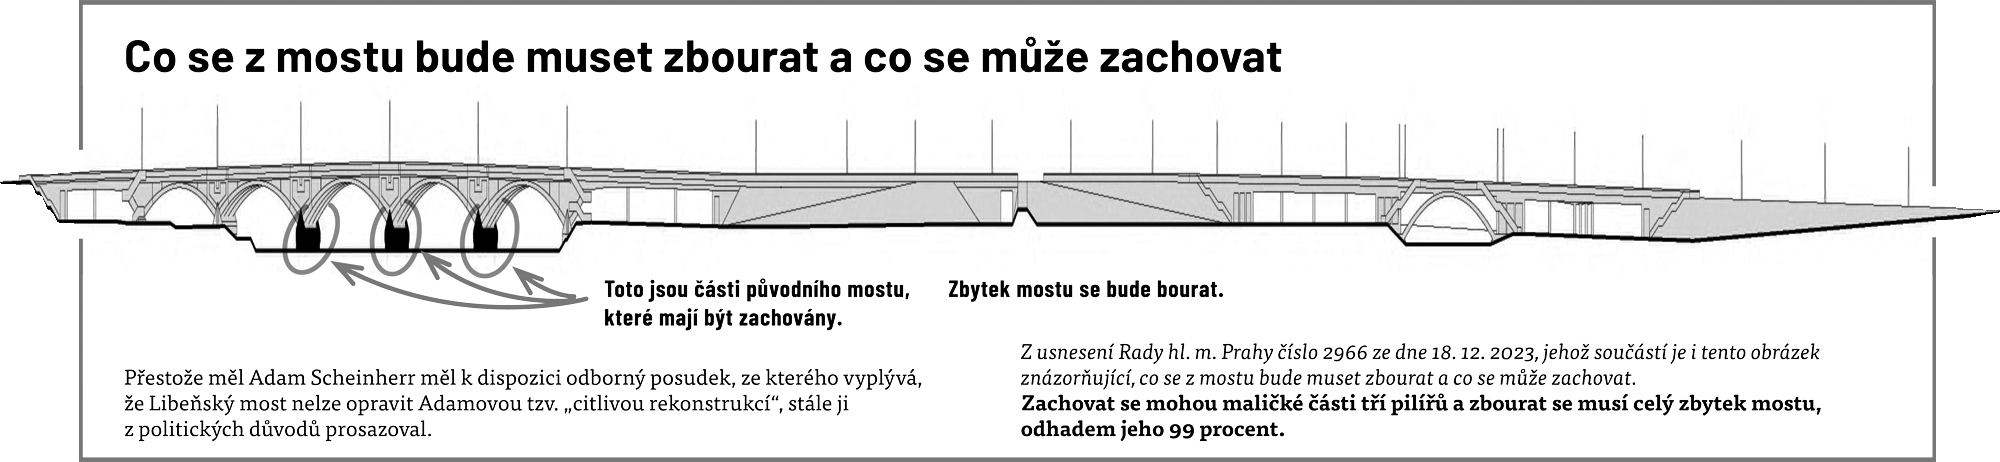 Co se z mostu bude muset zbourat a co se může zachovat
Toto jsou části původního mostu,
které mají být zachovány.
Zbytek mostu se bude bourat.
Přestože měl Adam Scheinherr měl k dispozici odborný posudek, ze kterého vyplývá,
že Libeňský most nelze opravit Adamovou tzv. „citlivou rekonstrukcí“, stále ji
z politických důvodů prosazoval.
Z usnesení Rady hl. m. Prahy číslo 2966 ze dne 18. 12. 2023, jehož součástí je i tento obrázek
znázorňující, co se z mostu bude muset zbourat a co se může zachovat.
Zachovat se mohou maličké části tří pilířů a zbourat se musí celý zbytek mostu,
odhadem jeho 99 procent.